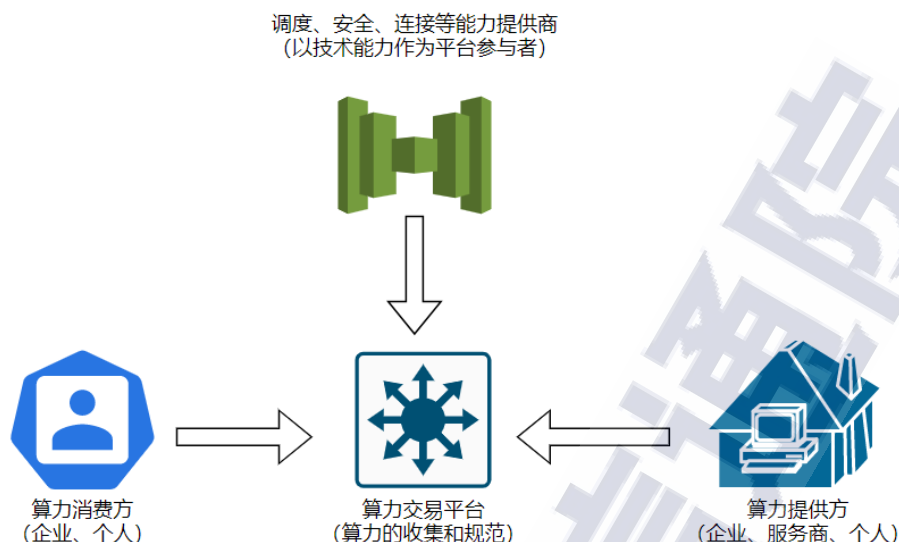 调度、安全、连接等能力提供商
（以技术能力作为平台参与者）
算力消费方
（企业、个人）
算力交易平台
（算力的收集和规范）
算力提供方
（企业、服务商、个人）
信通院